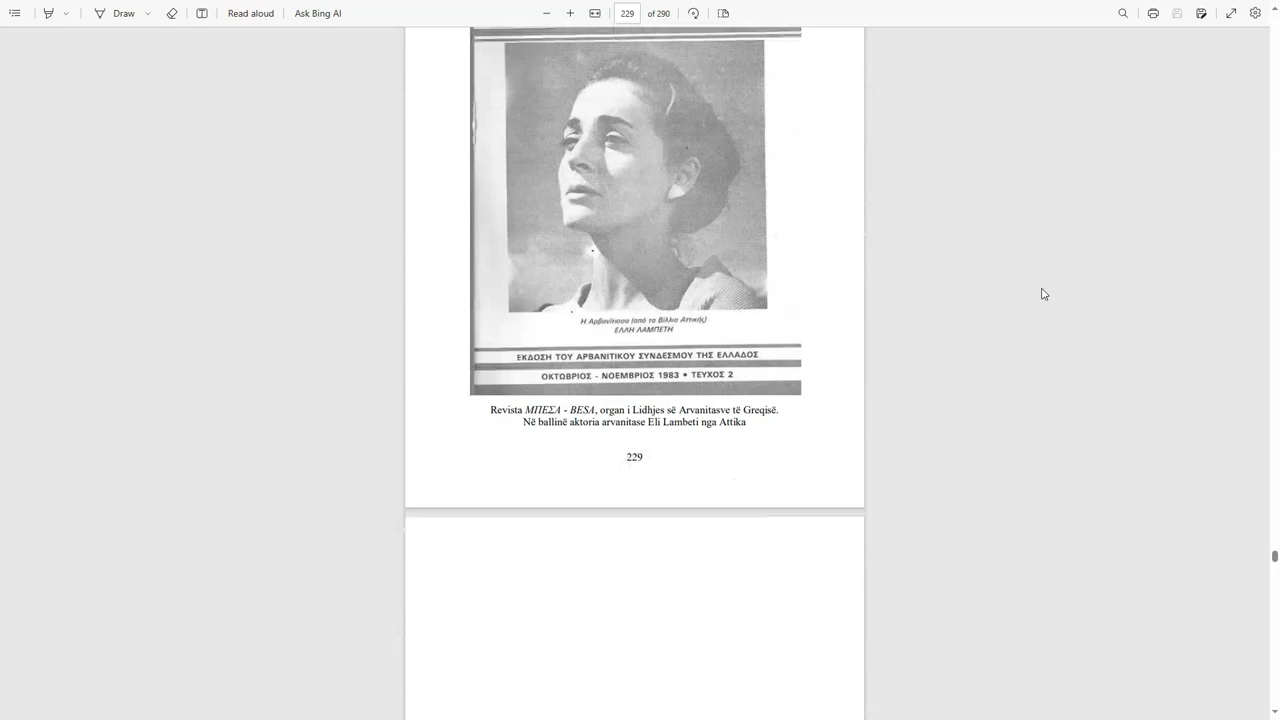 Draw
Read aloud
Ask Bing AI
229 of 290
Η Αρβανίτισσα (από τα Βίλλια Αττικής)
ΕΛΛΗ ΛΑΜΠΕΤΗ
ΕΚΔΟΣΗ ΤΟΥ ΑΡΒΑΝΙΤΙΚΟΥ ΣΥΝΔΕΣΜΟΥ ΤΗΣ ΕΛΛΑΔΟΣ
ΟΚΤΩΒΡΙΟΣ - ΝΟΕΜΒΡΙΟΣ 1983 • ΤΕΥΧΟΣ 2
Revista ΜΠΕΣΑ - BESA, organ i Lidhjes së Arvanitasve të Greqisë.
Në ballinë aktoria arvanitase Eli Lambeti nga Attika
229